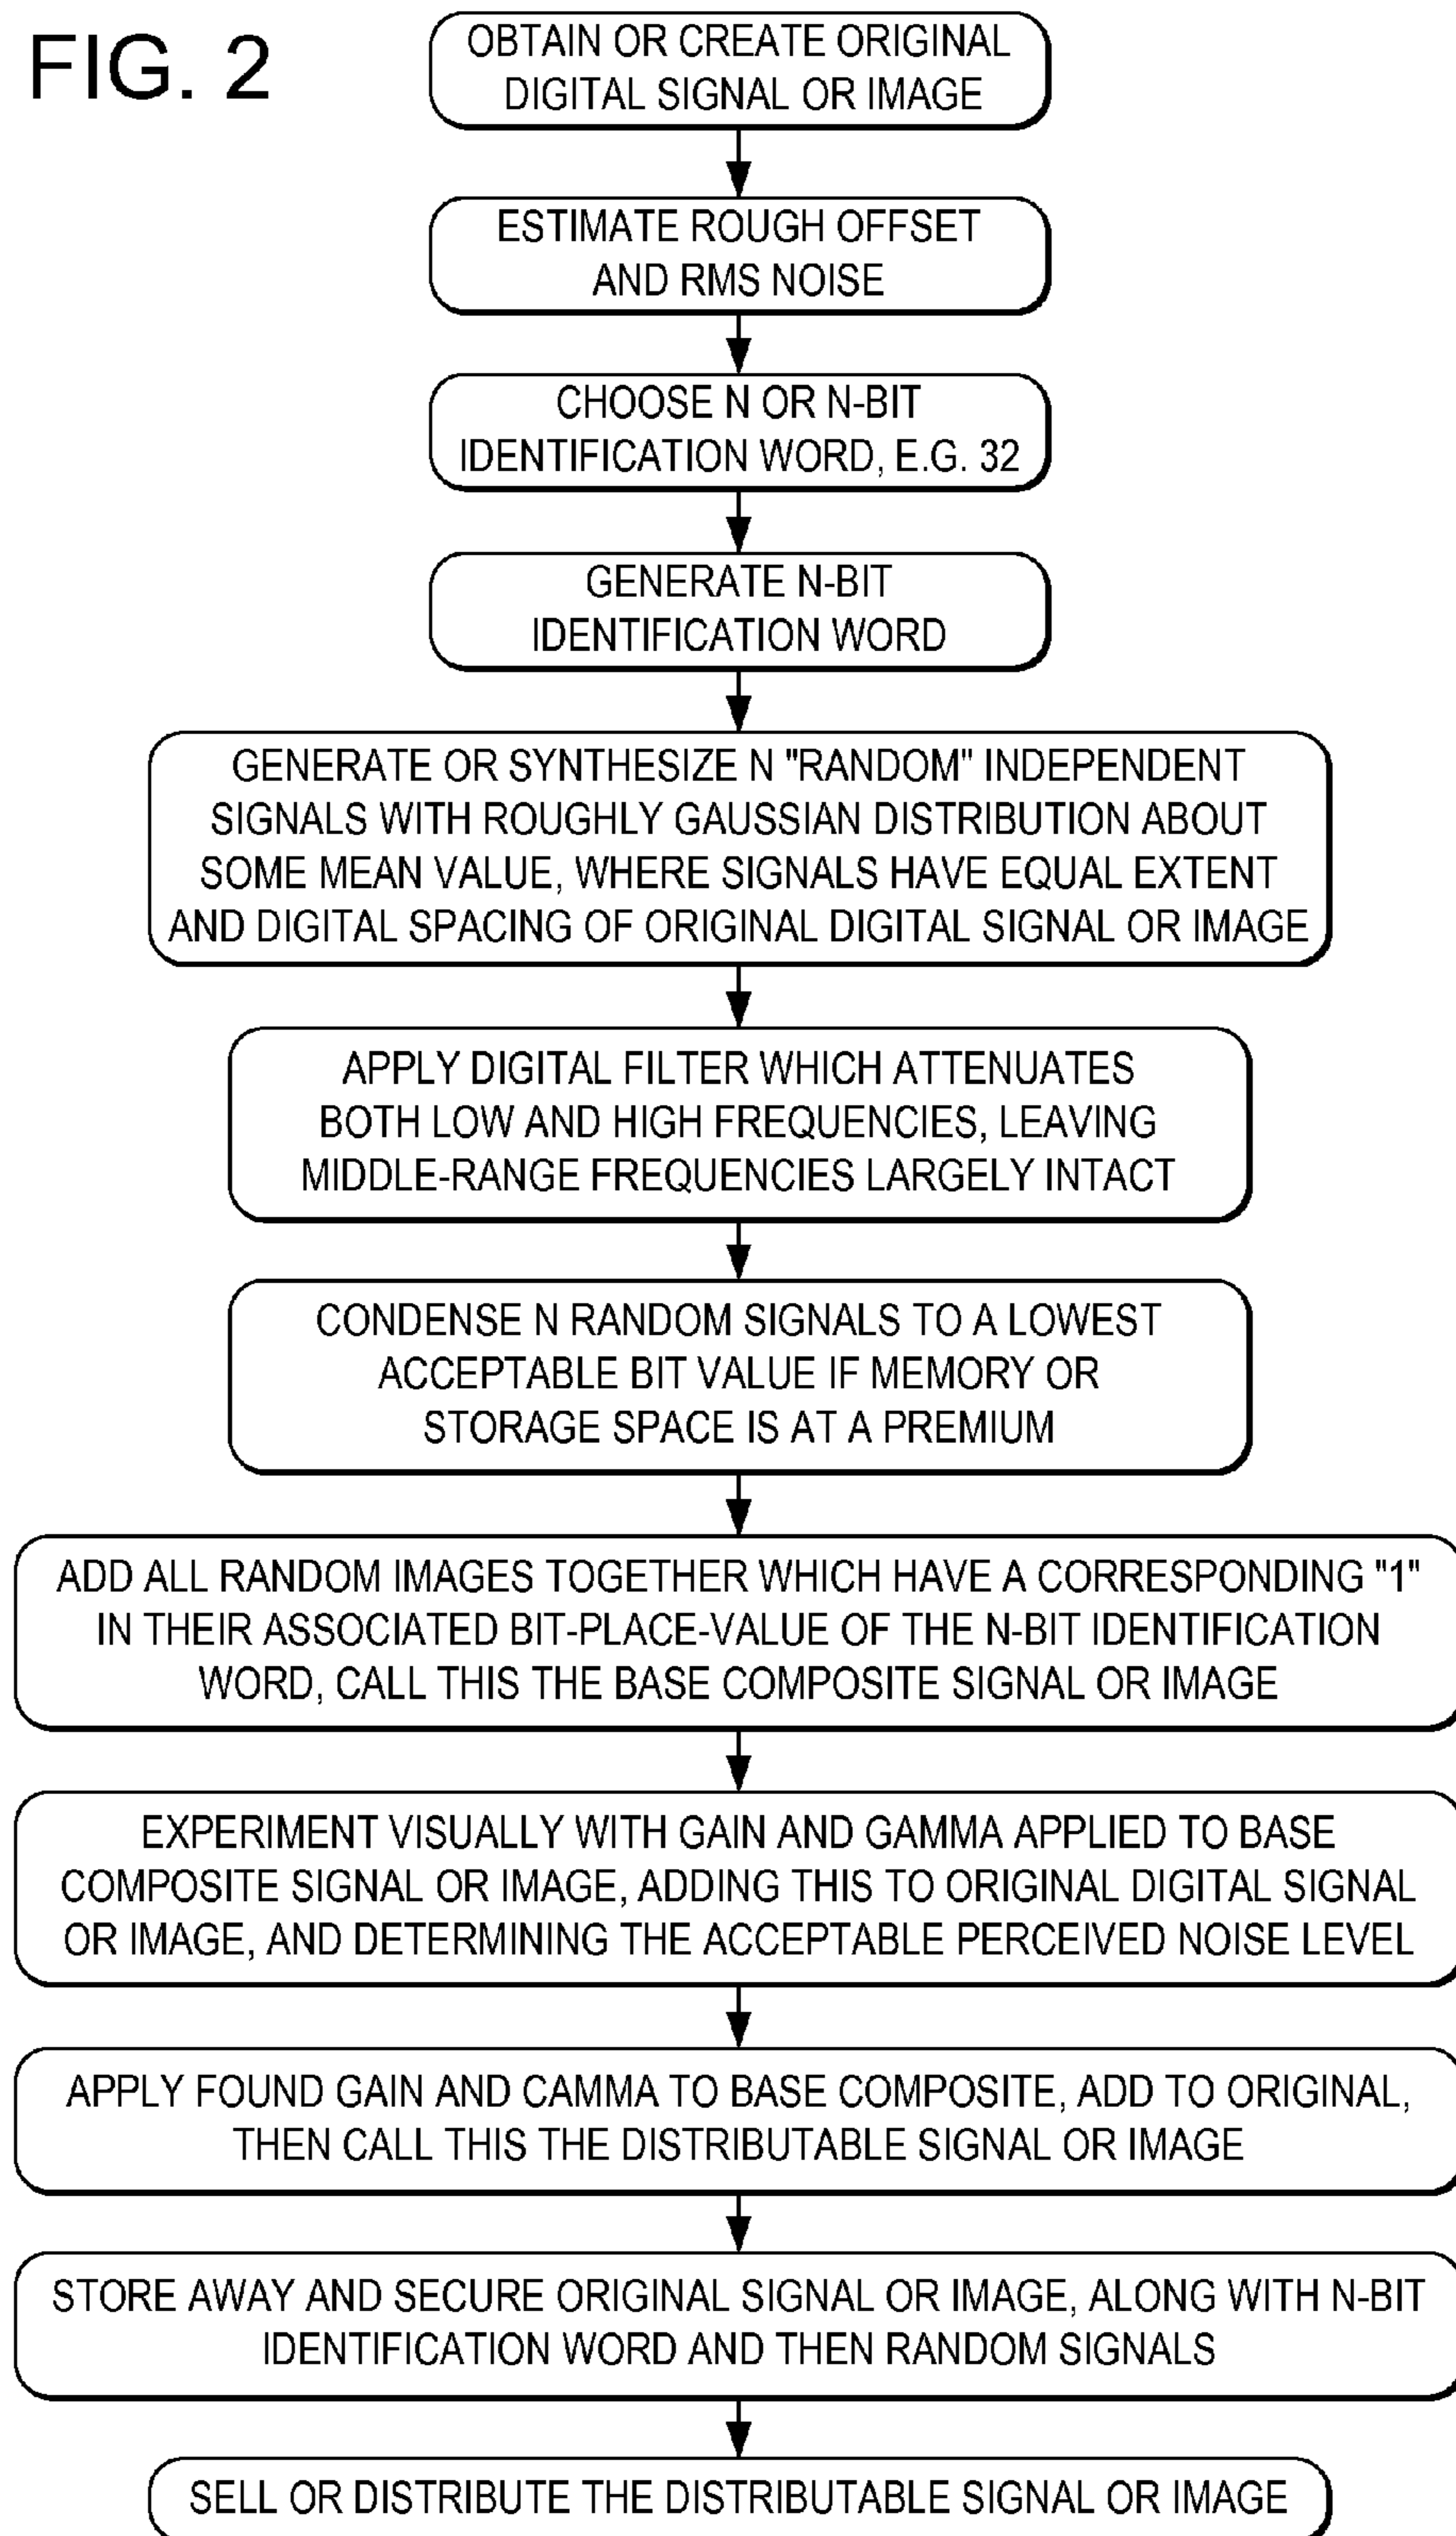 FIG. 2
OBTAIN OR CREATE ORIGINAL
DIGITAL SIGNAL OR IMAGE
ESTIMATE ROUGH OFFSET
AND RMS NOISE
CHOOSE N OR N-BIT
IDENTIFICATION WORD, E.G. 32
GENERATE N-BIT
IDENTIFICATION WORD
GENERATE OR SYNTHESIZE N "RANDOM" INDEPENDENT
SIGNALS WITH ROUGHLY GAUSSIAN DISTRIBUTION ABOUT
SOME MEAN VALUE, WHERE SIGNALS HAVE EQUAL EXTENT
AND DIGITAL SPACING OF ORIGINAL DIGITAL SIGNAL OR IMAGE
APPLY DIGITAL FILTER WHICH ATTENUATES
BOTH LOW AND HIGH FREQUENCIES, LEAVING
MIDDLE-RANGE FREQUENCIES LARGELY INTACT
CONDENSE N RANDOM SIGNALS TO A LOWEST
ACCEPTABLE BIT VALUE IF MEMORY OR
STORAGE SPACE IS AT A PREMIUM
ADD ALL RANDOM IMAGES TOGETHER WHICH HAVE A CORRESPONDING "1"
IN THEIR ASSOCIATED BIT-PLACE-VALUE OF THE N-BIT IDENTIFICATION
WORD, CALL THIS THE BASE COMPOSITE SIGNAL OR IMAGE
EXPERIMENT VISUALLY WITH GAIN AND GAMMA APPLIED TO BASE
COMPOSITE SIGNAL OR IMAGE, ADDING THIS TO ORIGINAL DIGITAL SIGNAL
OR IMAGE, AND DETERMINING THE ACCEPTABLE PERCEIVED NOISE LEVEL
APPLY FOUND GAIN AND CAMMA TO BASE COMPOSITE, ADD TO ORIGINAL,
THEN CALL THIS THE DISTRIBUTABLE SIGNAL OR IMAGE
STORE AWAY AND SECURE ORIGINAL SIGNAL OR IMAGE, ALONG WITH N-BIT
IDENTIFICATION WORD AND THEN RANDOM SIGNALS
SELL OR DISTRIBUTE THE DISTRIBUTABLE SIGNAL OR IMAGE